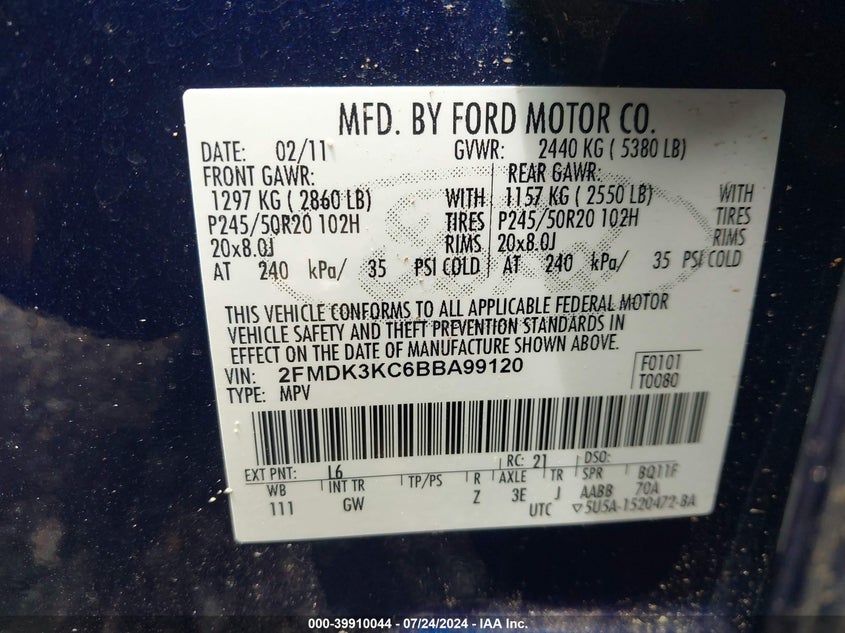 MFD. BY FORD MOTOR CO.
DATE: 02/11 GVWR: 2440 KG ( 5380 LB)
FRONT GAWR: REAR GAWR:
1297 KG ( 2860 LB) WITH 1157 KG ( 2550 LB) WITH
P245/50R20 102H TIRES P245/50R20 102H TIRES
20x8.0J RIMS 20x8.0J RIMS
AT 240 kPa/ 35 PSI COLD AT 240 kPa/ 35 PSI COLD
THIS VEHICLE CONFORMS TO ALL APPLICABLE FEDERAL MOTOR
VEHICLE SAFETY AND THEFT PREVENTION STANDARDS IN
EFFECT ON THE DATE OF MANUFACTURE SHOWN ABOVE.
VIN: 2FMDK3KC6BBA99120 F0101
TYPE: MPV T0080
EXT PNT: L6 RC: 21 DSO:
WB INT TR TP/PS R AXLE TR SPR BQ11F
111 GW Z 3E J AABB 70A
UTC ▽5U5A-1520472-BA
000-39910044 / 07/24/2024 - IAA Inc.